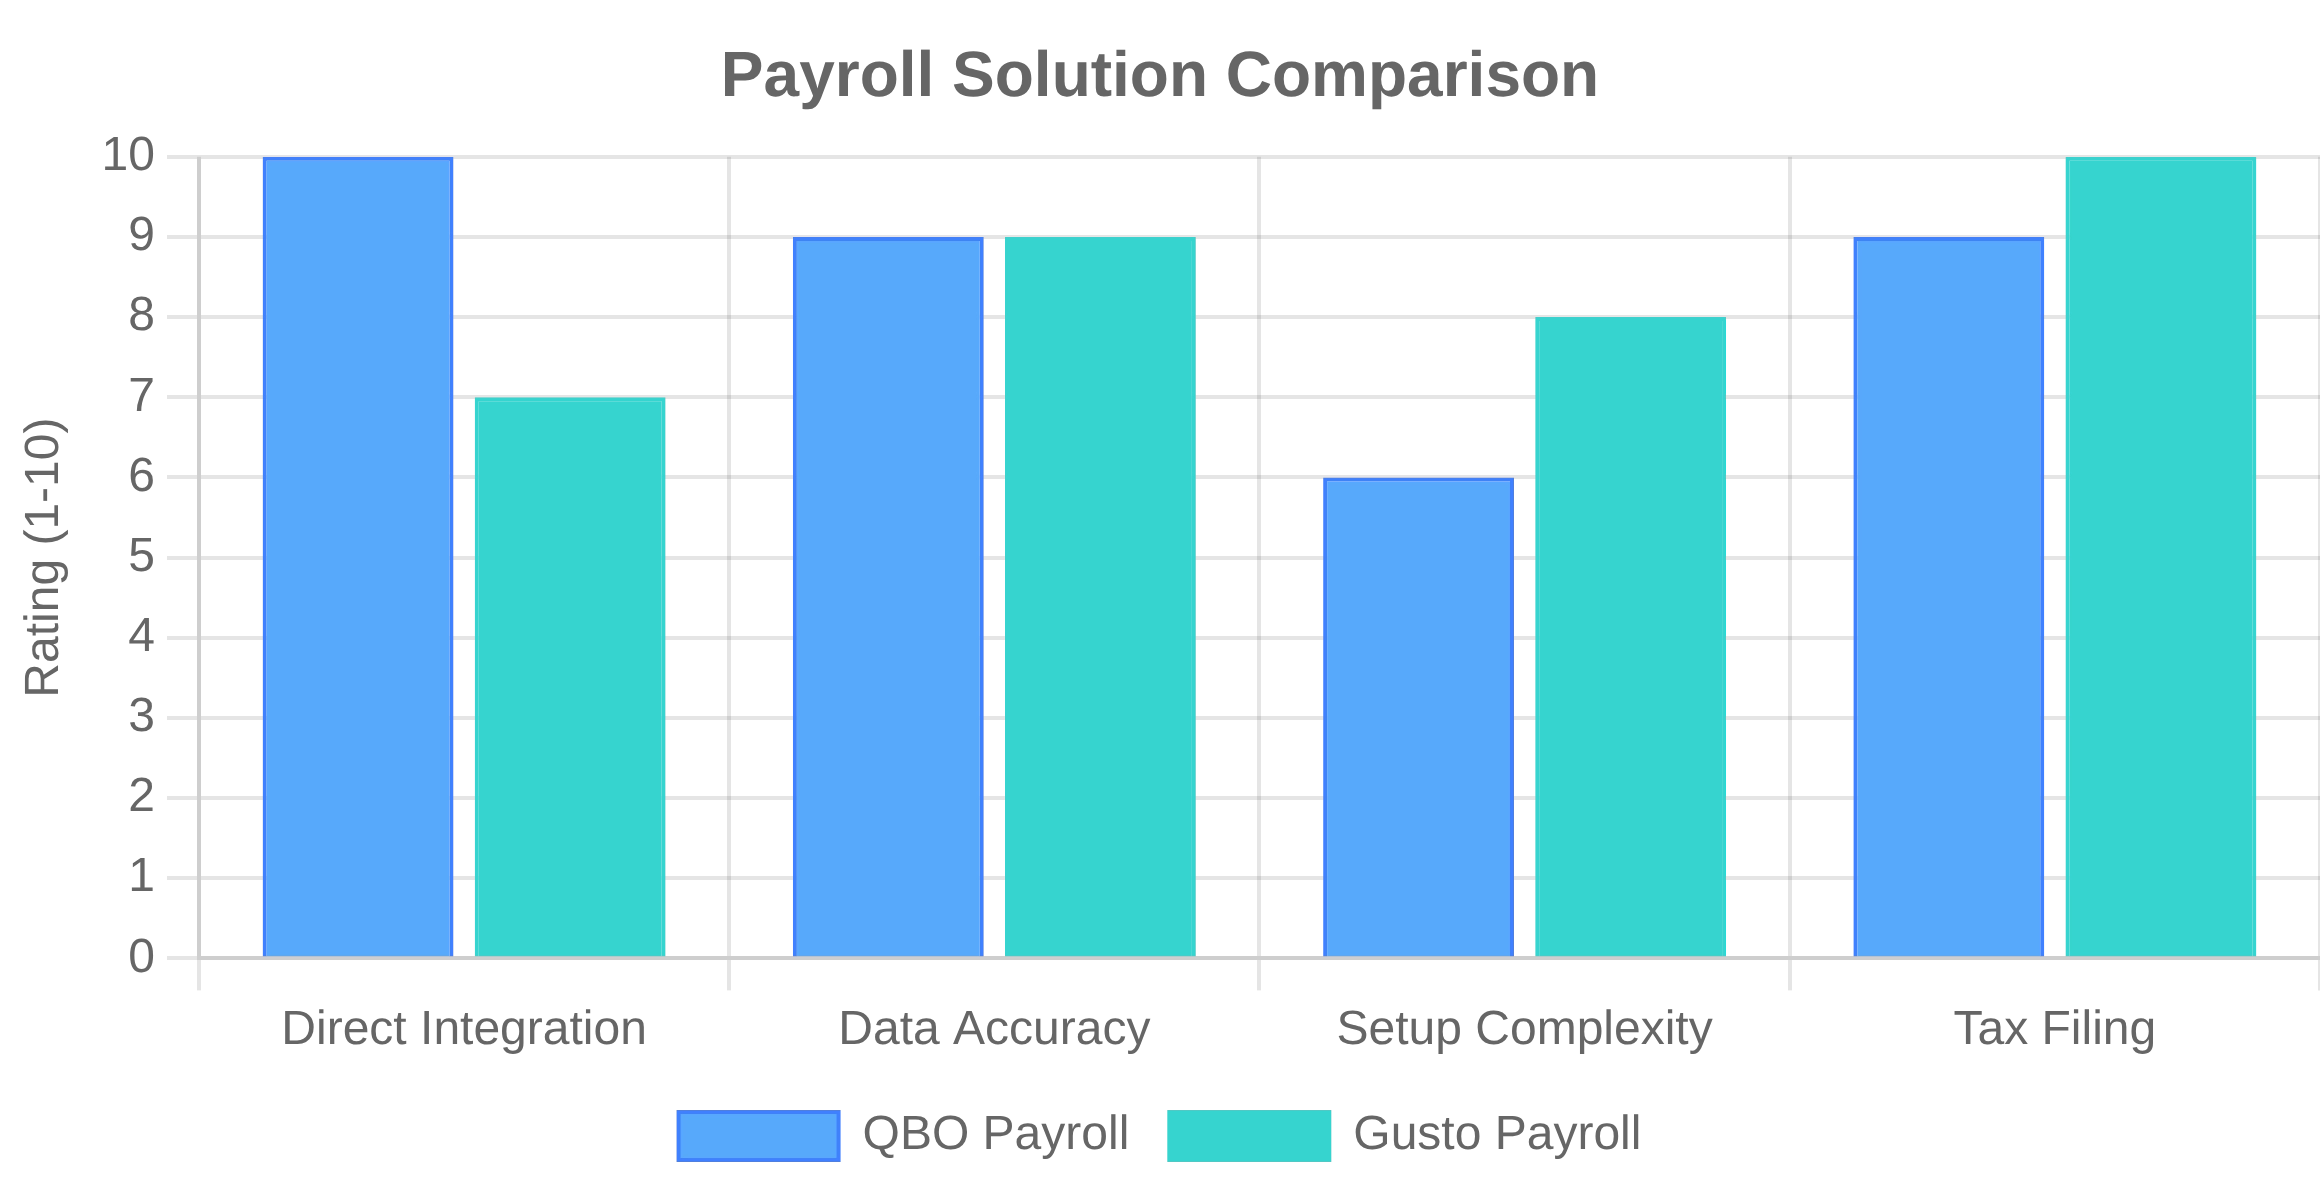 Payroll Solution Comparison
Rating (1-10)
10
9
8
7
6
5
4
3
2
1
0
Direct Integration
Data Accuracy
Setup Complexity
Tax Filing
QBO Payroll
Gusto Payroll